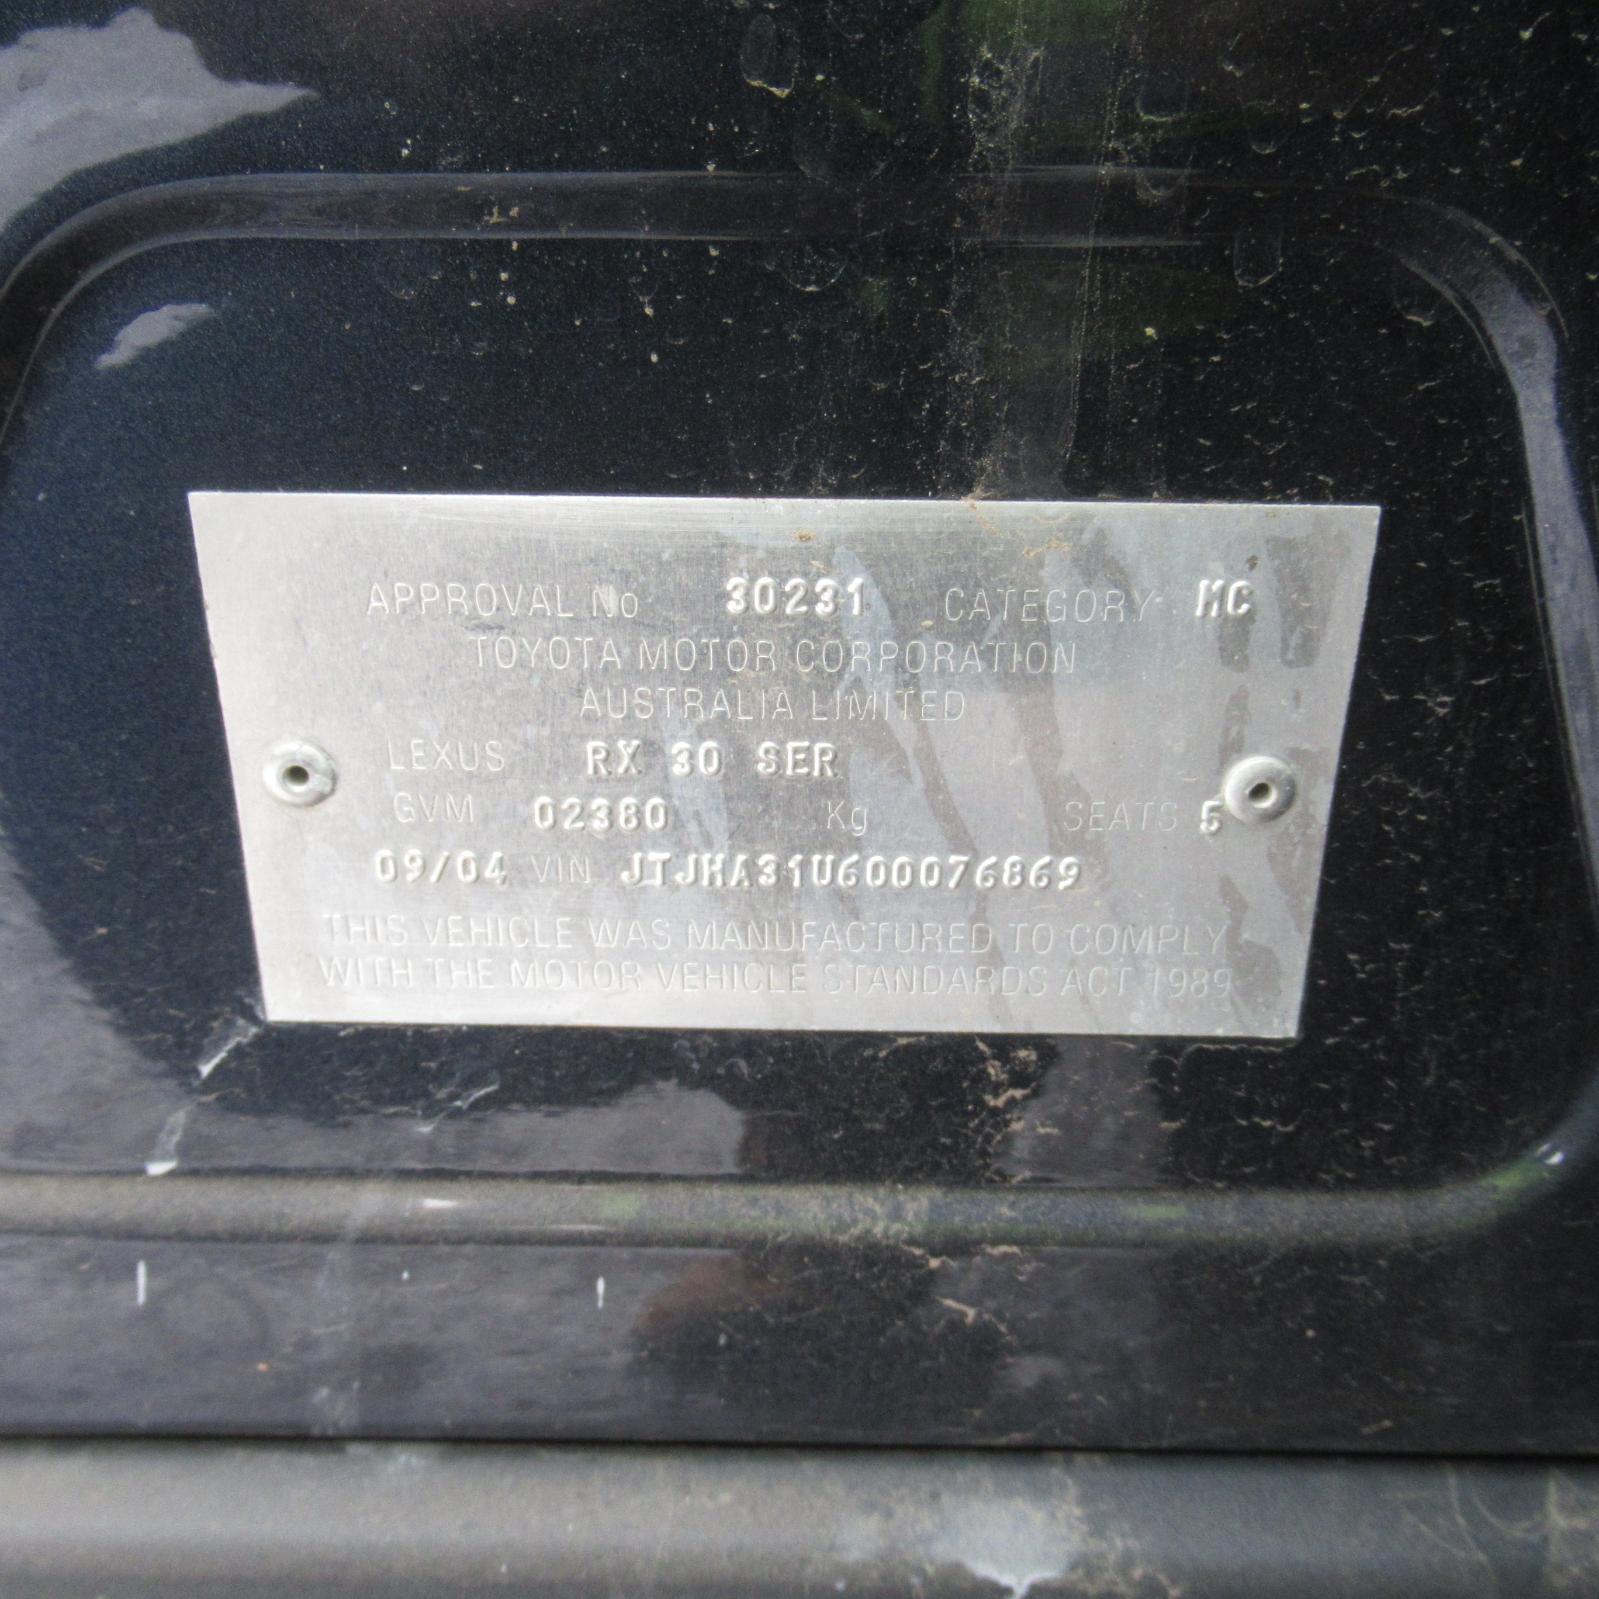 APPROVAL No 30231 CATEGORY MC
TOYOTA MOTOR CORPORATION
AUSTRALIA LIMITED
LEXUS RX 30 SER
GVM 02380 Kg SEATS 5
09/04 VIN JTJHA31U600076869
THIS VEHICLE WAS MANUFACTURED TO COMPLY
WITH THE MOTOR VEHICLE STANDARDS ACT 1989